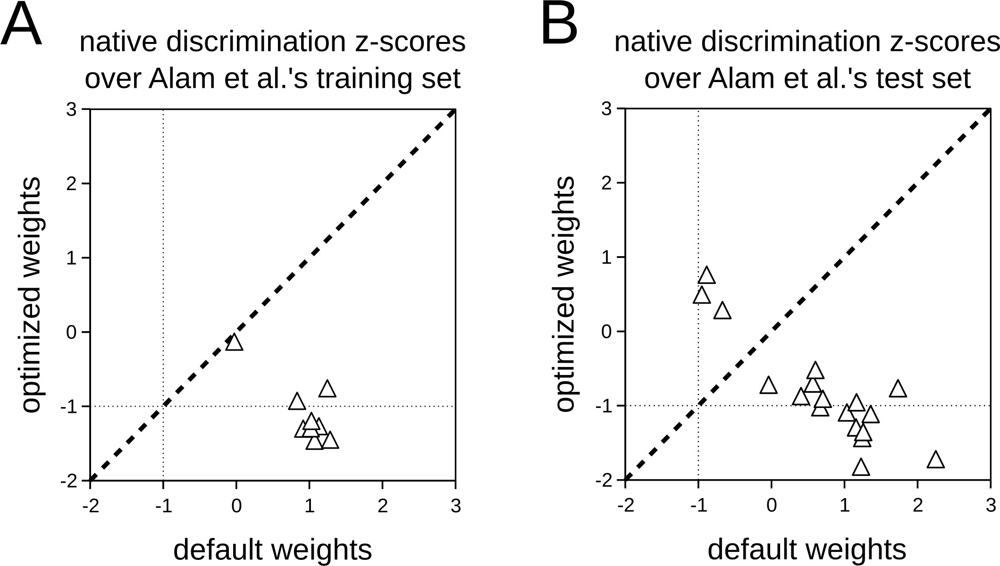 A
native discrimination z-scores
over Alam et al.'s training set
3
2
1
0
-1
-2
-2 -1 0 1 2 3
optimized weights
default weights
B
native discrimination z-scores
over Alam et al.'s test set
3
2
1
0
-1
-2
-2 -1 0 1 2 3
optimized weights
default weights